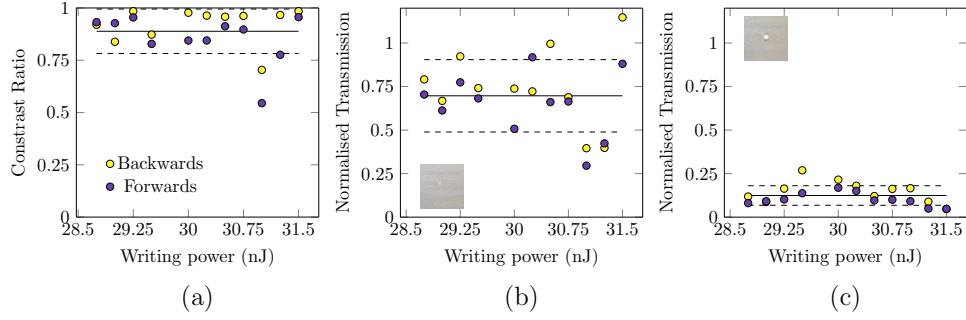 Constrast Ratio
1
0.75
0.5
0.25
0
Backwards
Forwards
28.5 29.25 30 30.75 31.5
Writing power (nJ)
(a)
Normalised Transmission
1
0.75
0.5
0.25
0
28.5 29.25 30 30.75 31.5
Writing power (nJ)
(b)
Normalised Transmission
1
0.75
0.5
0.25
0
28.5 29.25 30 30.75 31.5
Writing power (nJ)
(c)